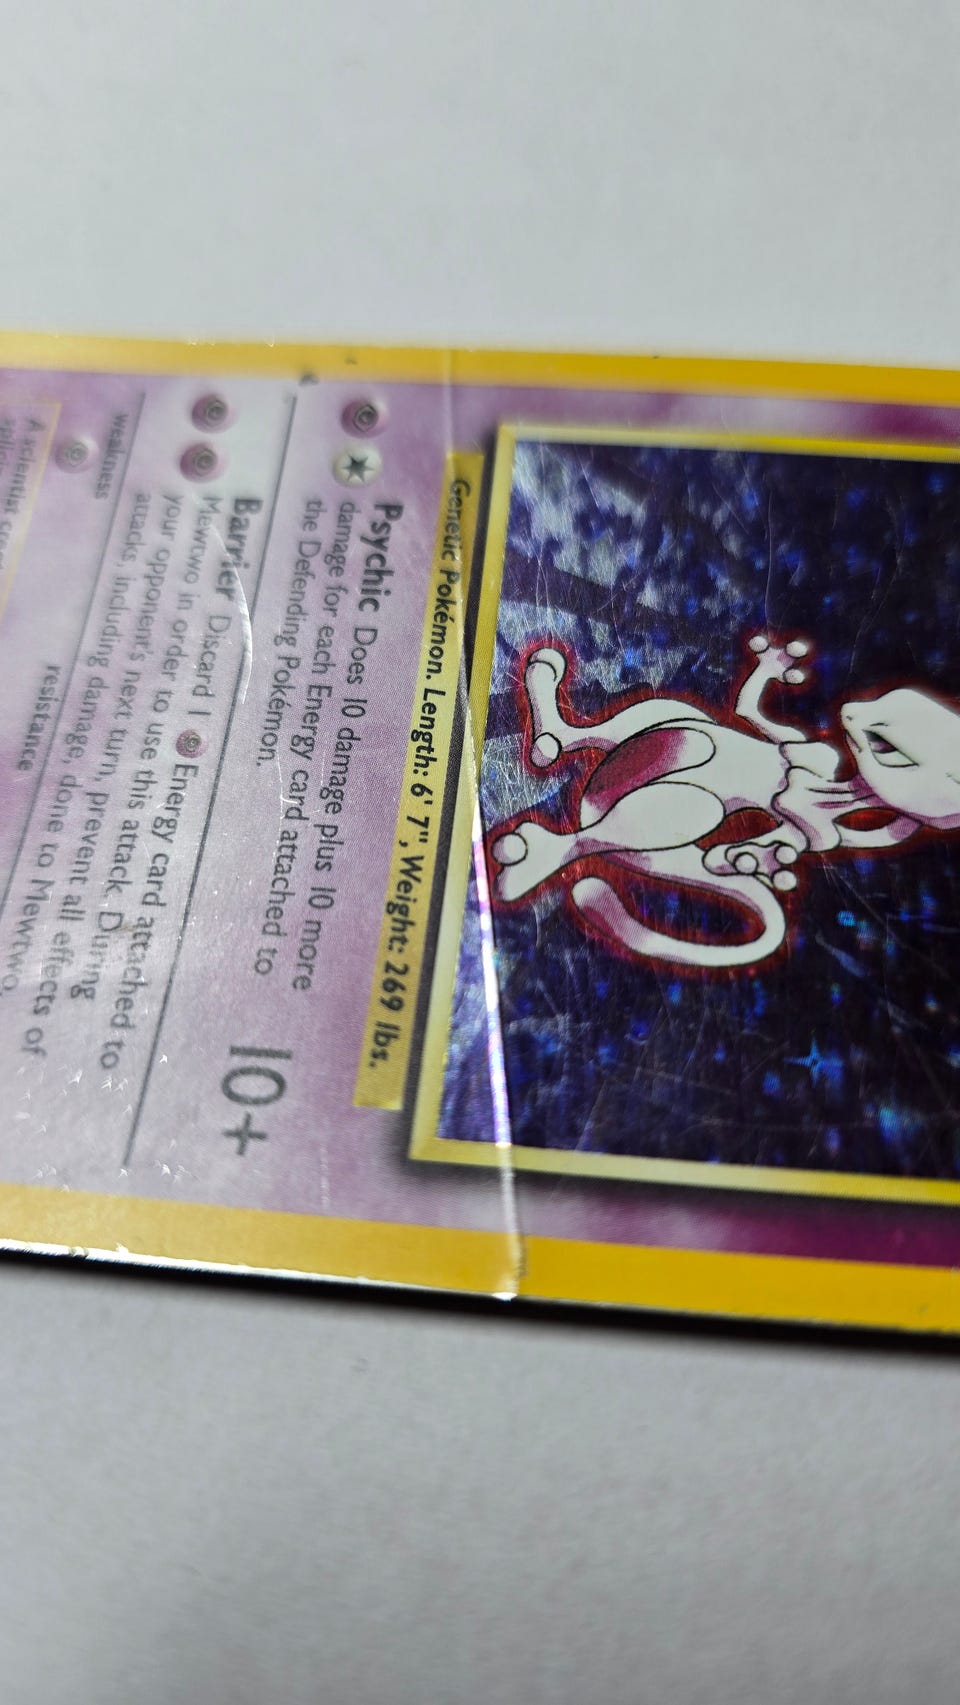 Genetic Pokémon. Length: 6' 7", Weight: 269 lbs.
Psychic Does 10 damage plus 10 more
damage for each Energy card attached to
the Defending Pokémon.
10+
Barrier Discard 1 Energy card attached to
Mewtwo in order to use this attack. During
your opponent's next turn, prevent all effects of
attacks, including damage, done to Mewtwo.
weakness
resistance
A scientist